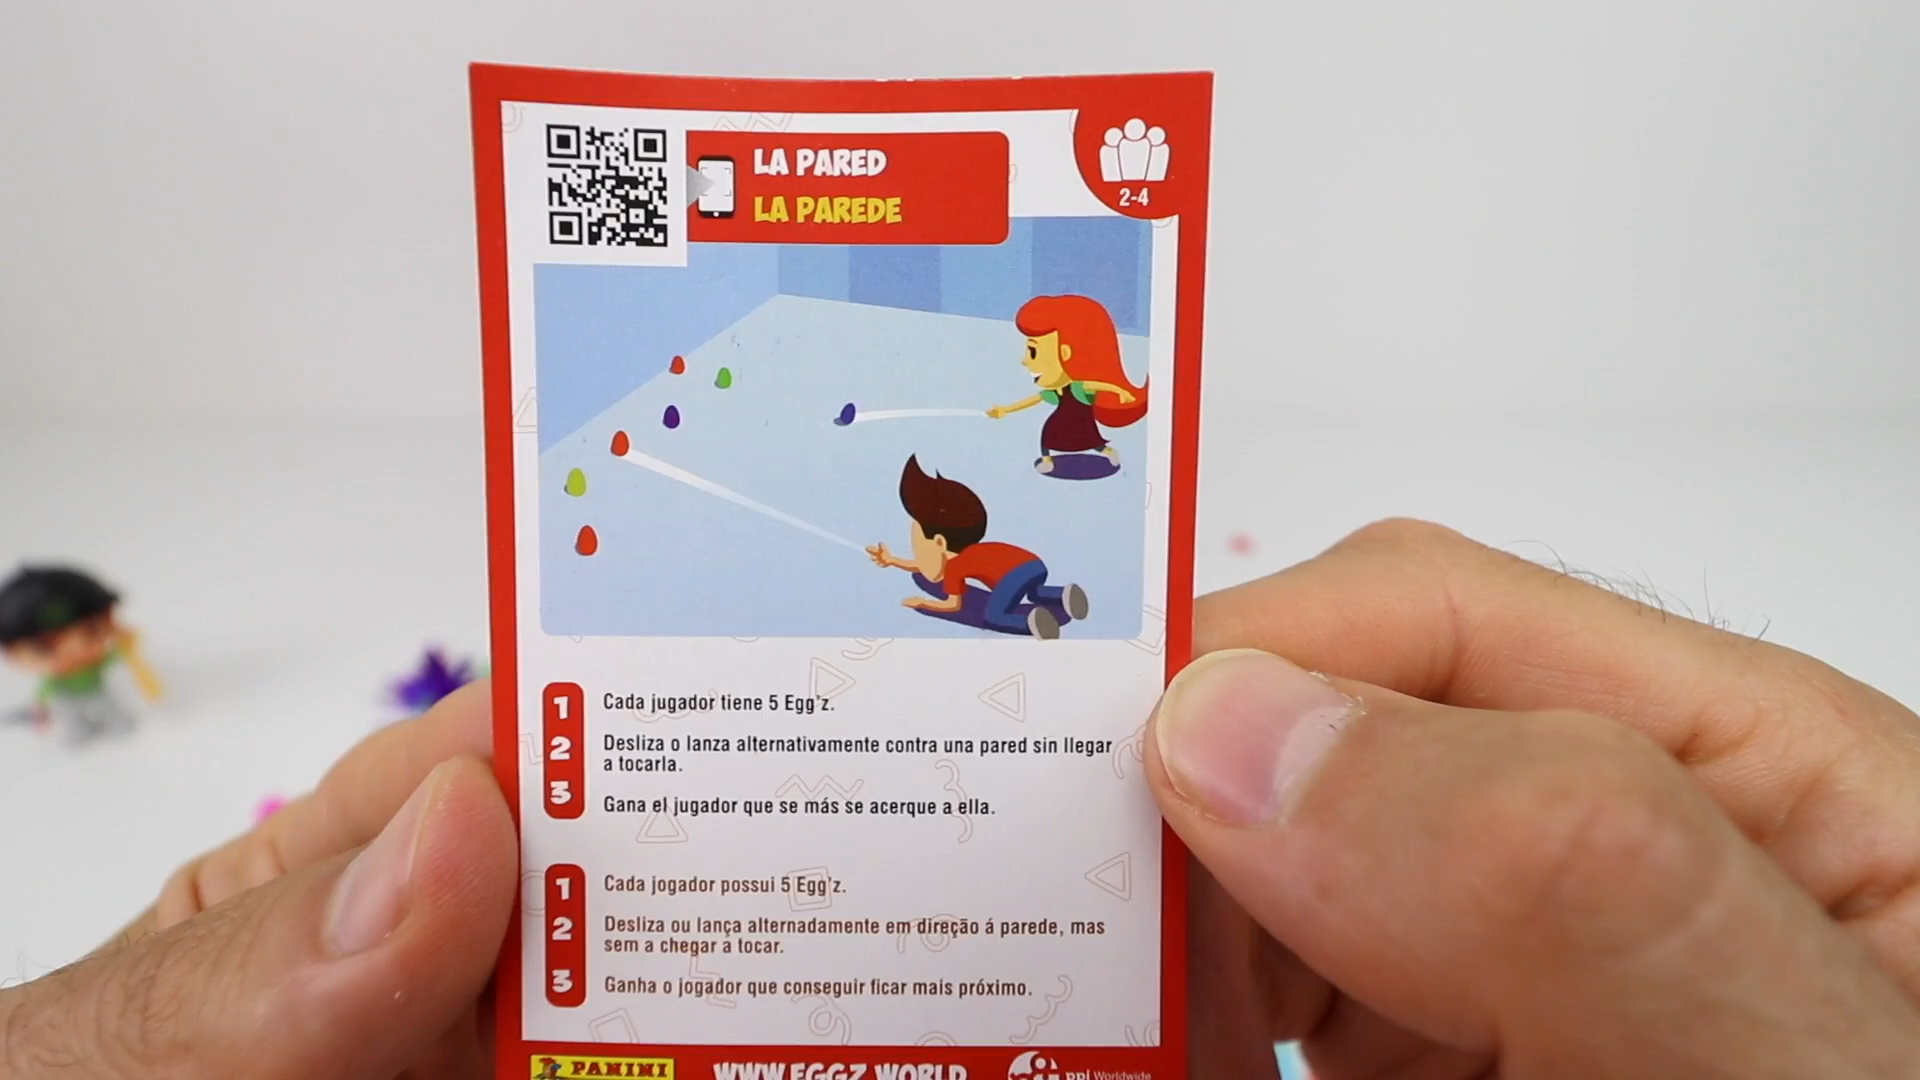 LA PARED
LA PAREDE
2-4
1 Cada jugador tiene 5 Egg'z.
2 Desliza o lanza alternativamente contra una pared sin llegar
a tocarla.
3 Gana el jugador que se más se acerque a ella.
1 Cada jogador possui 5 Egg'z.
2 Desliza ou lança alternadamente em direção á parede, mas
sem a chegar a tocar.
3 Ganha o jogador que conseguir ficar mais próximo.
PANINI WWW.EGGZ.WORLD ppi Worldwide